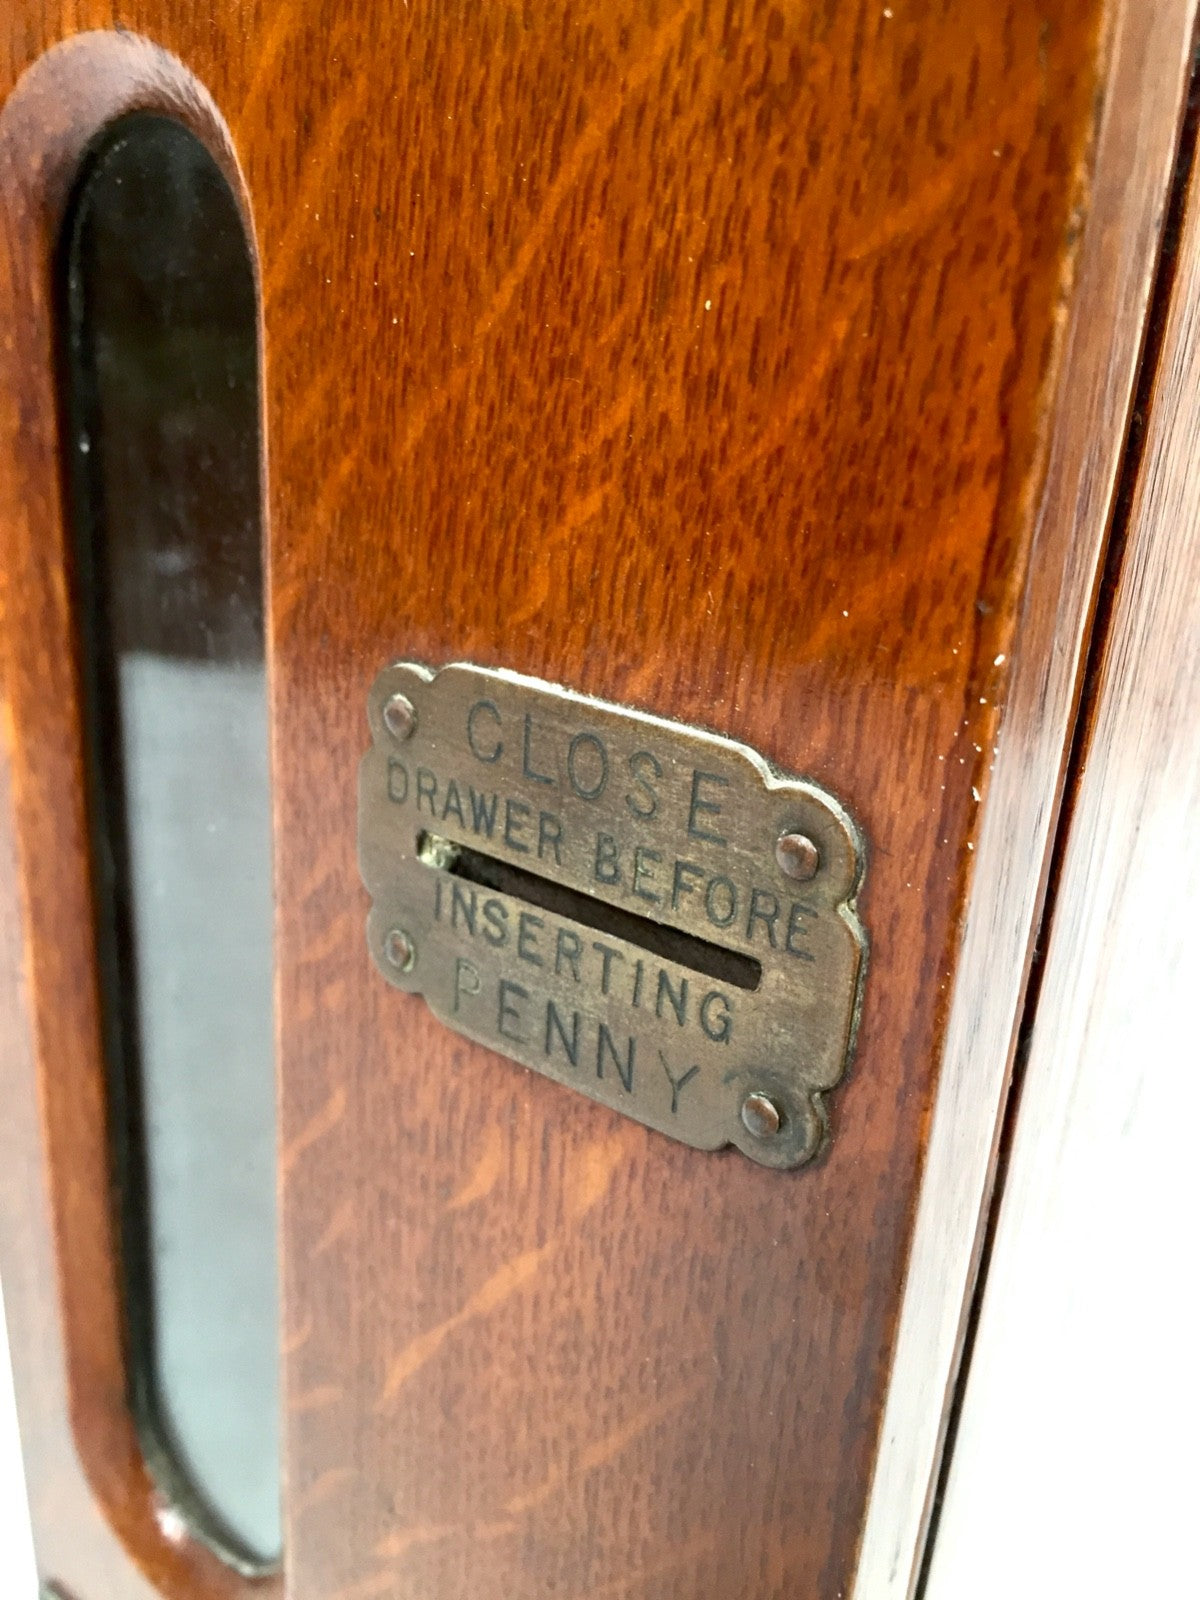 CLOSE
DRAWER BEFORE
INSERTING
PENNY